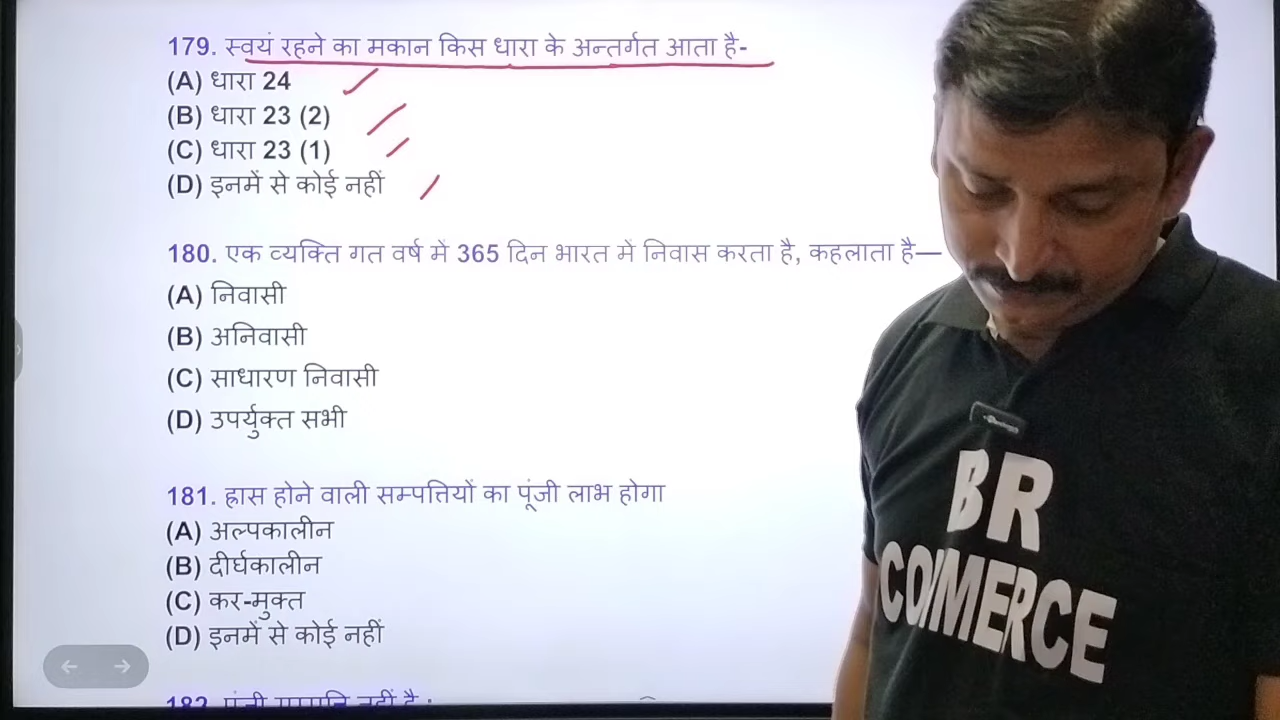 179. स्वयं रहने का मकान किस धारा के अन्तर्गत आता है-
(A) धारा 24
(B) धारा 23 (2)
(C) धारा 23 (1)
(D) इनमें से कोई नहीं
180. एक व्यक्ति गत वर्ष में 365 दिन भारत में निवास करता है, कहलाता है—
(A) निवासी
(B) अनिवासी
(C) साधारण निवासी
(D) उपर्युक्त सभी
181. ह्रास होने वाली सम्पत्तियों का पूंजी लाभ होगा
(A) अल्पकालीन
(B) दीर्घकालीन
(C) कर-मुक्त
(D) इनमें से कोई नहीं
182.
BR
COMMERCE